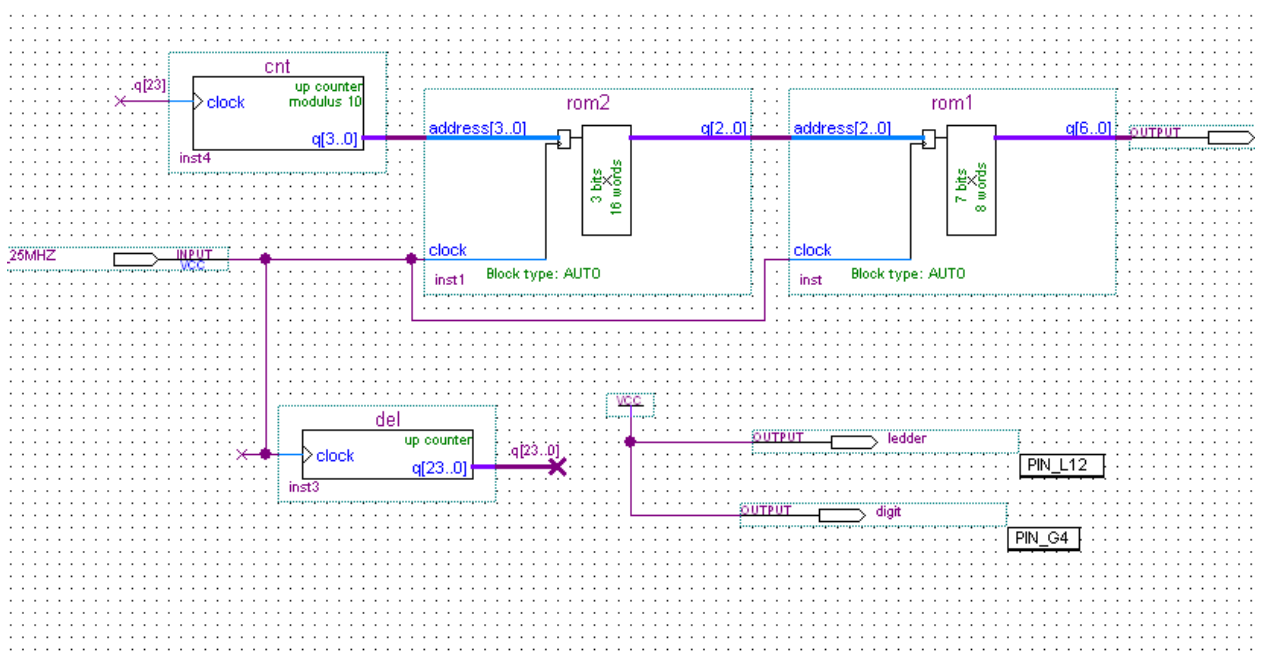 cnt
q[23]
up counter
modulus 10
clock
q[3..0]
inst4
rom2
address[3..0]
q[2..0]
3 bits
16 words
clock
Block type: AUTO
inst1
rom1
address[2..0]
q[6..0]
7 bits
8 words
clock
Block type: AUTO
inst
OUTPUT
_25MHZ
INPUT
VCC
del
up counter
clock
q[23..0]
q[23..0]
inst3
VCC
OUTPUT
ledder
PIN_L12
OUTPUT
digit
PIN_G4